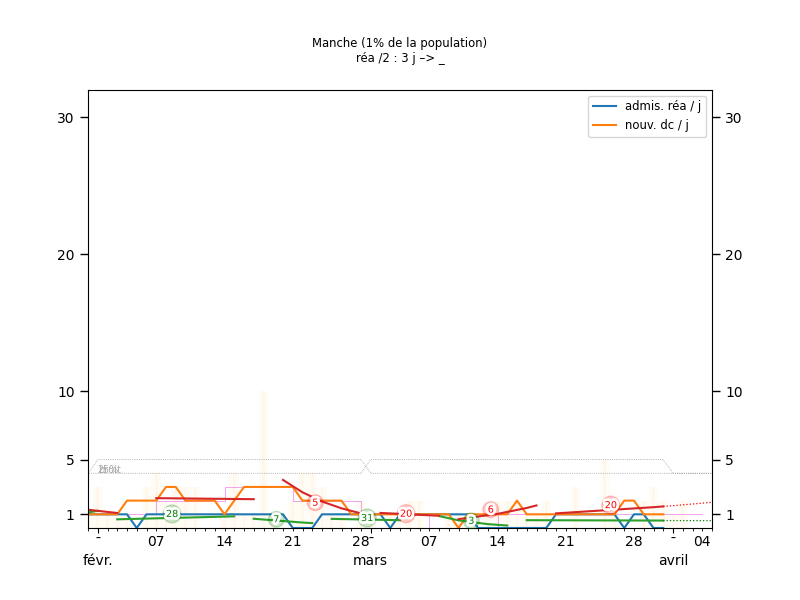 Manche (1% de la population)
réa /2 : 3 j –> _
admis. réa / j
nouv. dc / j
30 30
20 20
10 10
5 5
1 1
5
20
6
20
28
7
31
3
- 07 14 21 28 - 07 14 21 28 - 04
févr. mars avril